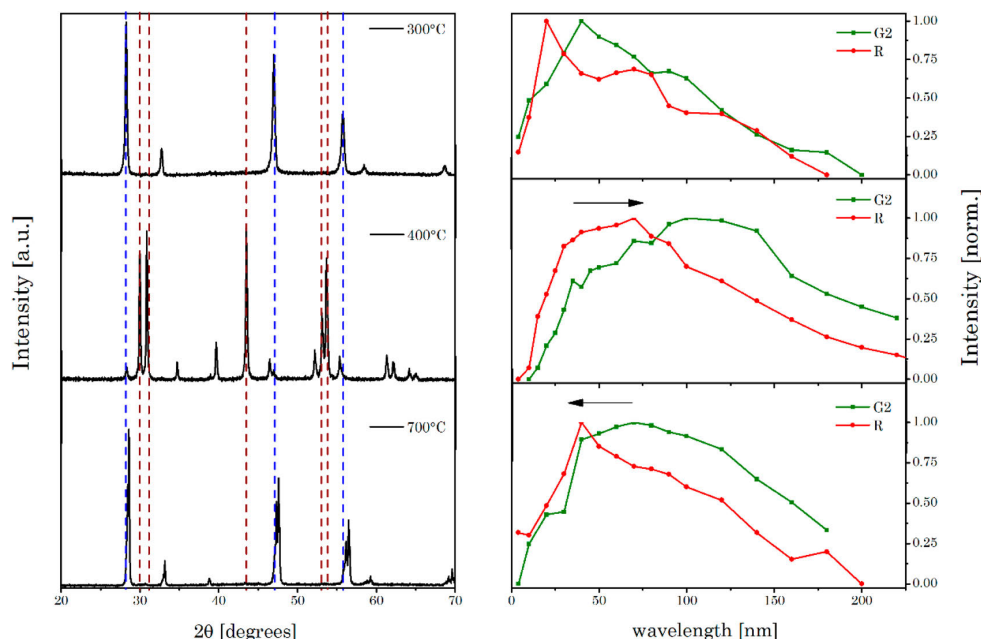 300°C
400°C
700°C
Intensity [a.u.]
20 30 40 50 60 70
2θ [degrees]
G2
R
1.00
0.75
0.50
0.25
0.00
G2
R
1.00
0.75
0.50
0.25
0.00
G2
R
1.00
0.75
0.50
0.25
0.00
Intensity [norm.]
0 50 100 150 200
wavelength [nm]